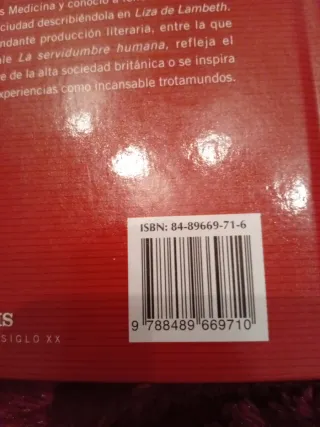 s Medicina y conoció a
ciudad describiéndola en Liza de Lambeth.
ndante producción literaria, entre la que
le La servidumbre humana, refleja el
e de la alta sociedad británica o se inspira
xperiencias como incansable trotamundos.
ISBN: 84-89669-71-6
9 788489 669710
IS
SIGLO XX